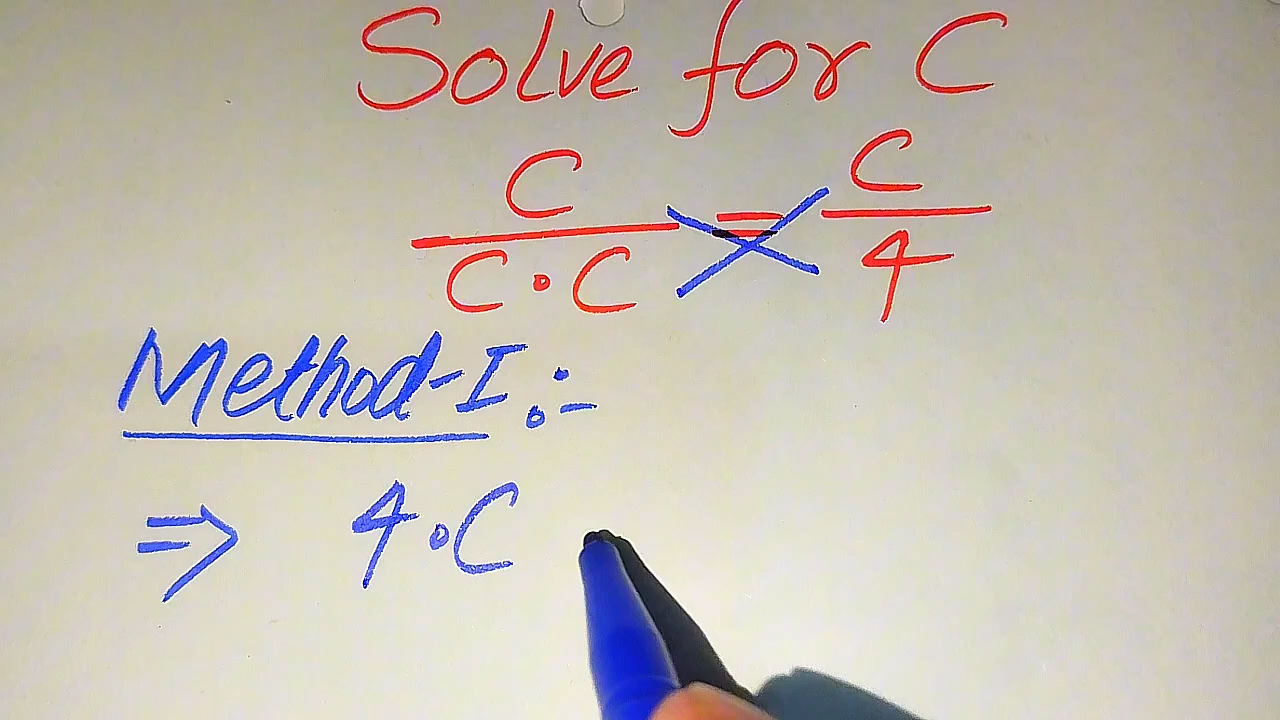 Solve for C
C/C∘C = C/4
Method-I :-
⇒ 4∘C